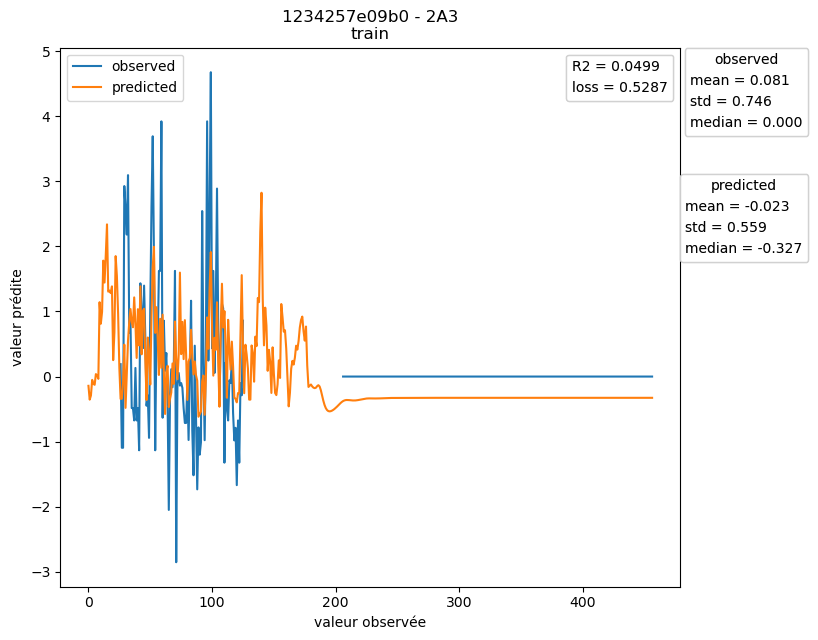 1234257e09b0 - 2A3
train
observed
predicted
R2 = 0.0499
loss = 0.5287
observed
mean = 0.081
std = 0.746
median = 0.000
predicted
mean = -0.023
std = 0.559
median = -0.327
valeur prédite
5
4
3
2
1
0
−1
−2
−3
0 100 200 300 400
valeur observée